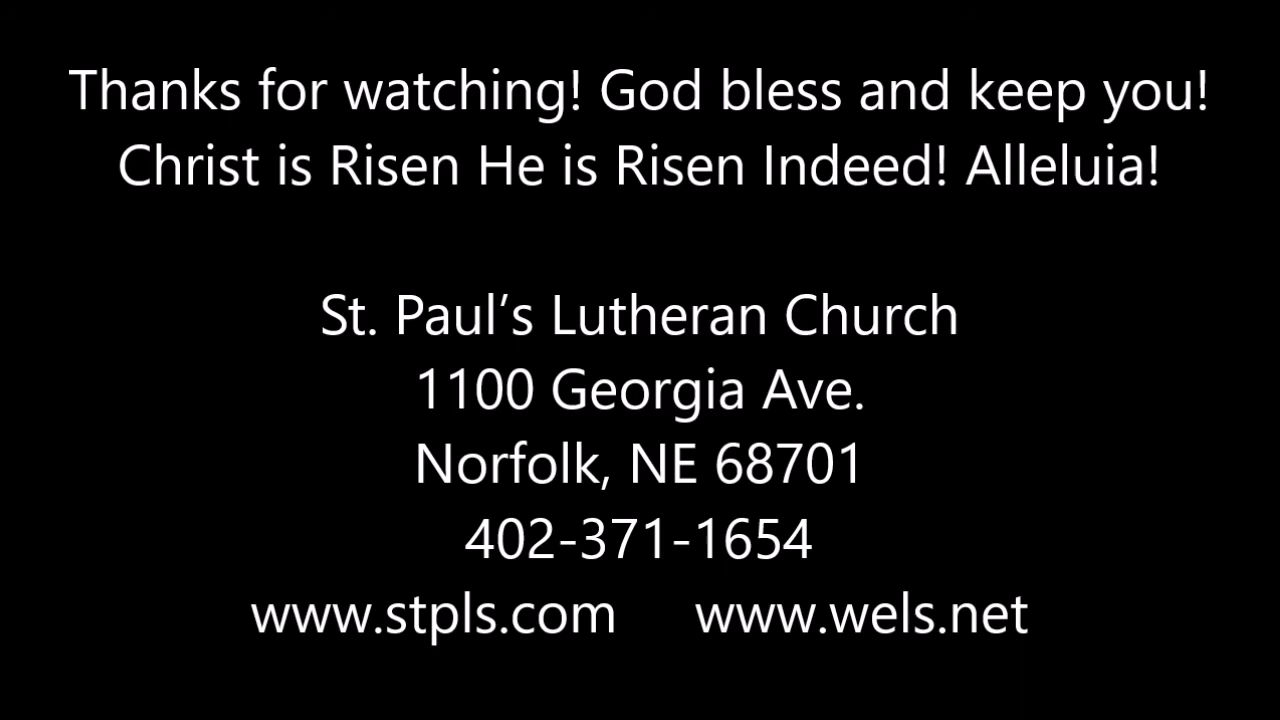 Thanks for watching! God bless and keep you!
Christ is Risen He is Risen Indeed! Alleluia!
St. Paul’s Lutheran Church
1100 Georgia Ave.
Norfolk, NE 68701
402-371-1654
www.stpls.com www.wels.net